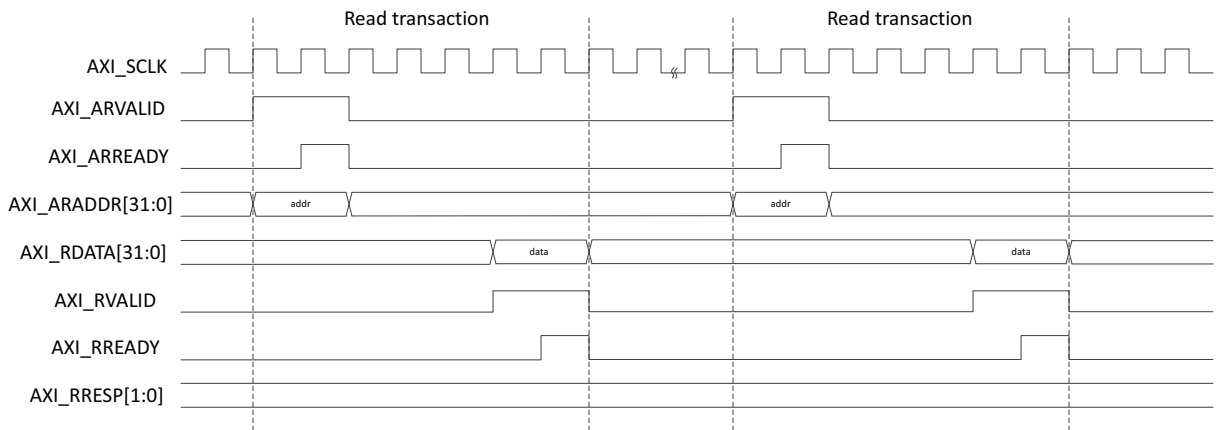 Read transaction Read transaction
AXI_SCLK
AXI_ARVALID
AXI_ARREADY
AXI_ARADDR[31:0] addr addr
AXI_RDATA[31:0] data data
AXI_RVALID
AXI_RREADY
AXI_RRESP[1:0]